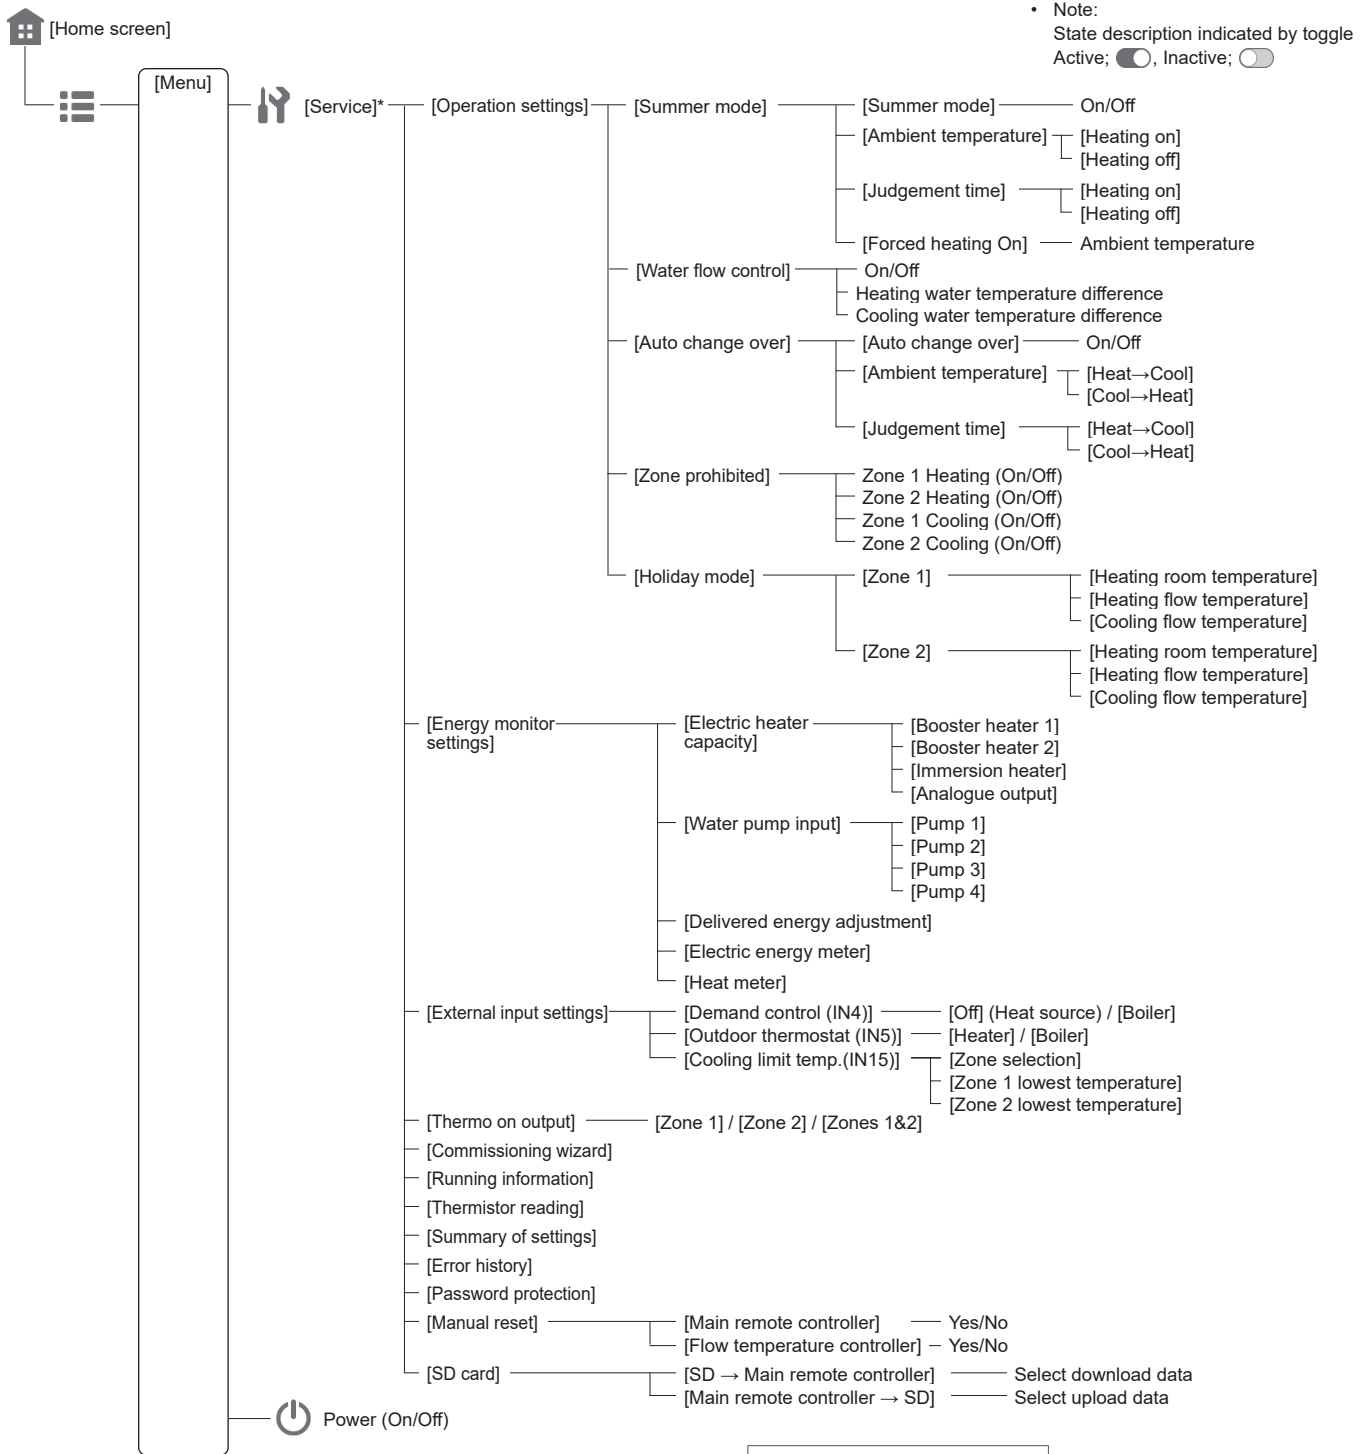 • Note:
State description indicated by toggle
Active; , Inactive;
[Home screen]
[Menu]
[Service]*
[Operation settings]
[Summer mode]
[Summer mode] On/Off
[Ambient temperature] [Heating on]
[Heating off]
[Judgement time] [Heating on]
[Heating off]
[Forced heating On] Ambient temperature
[Water flow control] On/Off
Heating water temperature difference
Cooling water temperature difference
[Auto change over] [Auto change over] On/Off
[Ambient temperature] [Heat→Cool]
[Cool→Heat]
[Judgement time] [Heat→Cool]
[Cool→Heat]
[Zone prohibited] Zone 1 Heating (On/Off)
Zone 2 Heating (On/Off)
Zone 1 Cooling (On/Off)
Zone 2 Cooling (On/Off)
[Holiday mode] [Zone 1] [Heating room temperature]
[Heating flow temperature]
[Cooling flow temperature]
[Zone 2] [Heating room temperature]
[Heating flow temperature]
[Cooling flow temperature]
[Energy monitor
settings]
[Electric heater
capacity]
[Booster heater 1]
[Booster heater 2]
[Immersion heater]
[Analogue output]
[Water pump input] [Pump 1]
[Pump 2]
[Pump 3]
[Pump 4]
[Delivered energy adjustment]
[Electric energy meter]
[Heat meter]
[External input settings] [Demand control (IN4)] [Off] (Heat source) / [Boiler]
[Outdoor thermostat (IN5)] [Heater] / [Boiler]
[Cooling limit temp.(IN15)] [Zone selection]
[Zone 1 lowest temperature]
[Zone 2 lowest temperature]
[Thermo on output] [Zone 1] / [Zone 2] / [Zones 1&2]
[Commissioning wizard]
[Running information]
[Thermistor reading]
[Summary of settings]
[Error history]
[Password protection]
[Manual reset] [Main remote controller] Yes/No
[Flow temperature controller] Yes/No
[SD card] [SD → Main remote controller] Select download data
[Main remote controller → SD] Select upload data
Power (On/Off)